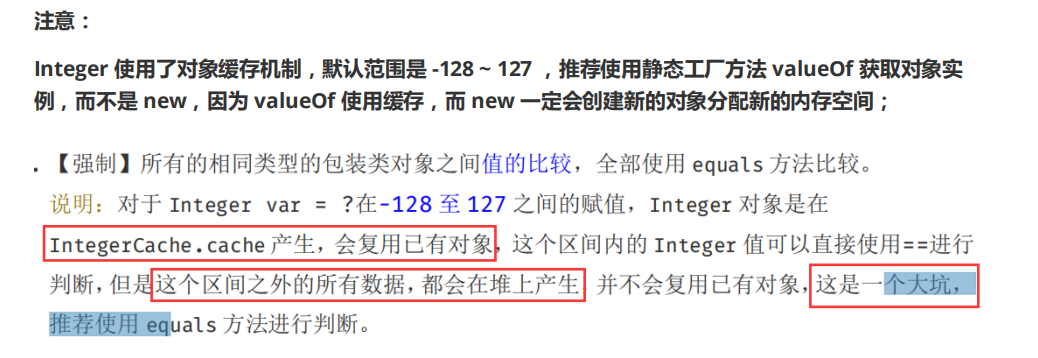 注意：
Integer 使用了对象缓存机制，默认范围是 -128 ~ 127 ，推荐使用静态工厂方法 valueOf 获取对象实
例，而不是 new，因为 valueOf 使用缓存，而 new 一定会创建新的对象分配新的内存空间；
. 【强制】所有的相同类型的包装类对象之间值的比较，全部使用 equals 方法比较。
说明：对于 Integer var = ?在-128 至 127 之间的赋值，Integer 对象是在
IntegerCache.cache 产生，会复用已有对象，这个区间内的 Integer 值可以直接使用==进行
判断，但是这个区间之外的所有数据，都会在堆上产生，并不会复用已有对象，这是一个大坑，
推荐使用 equals 方法进行判断。